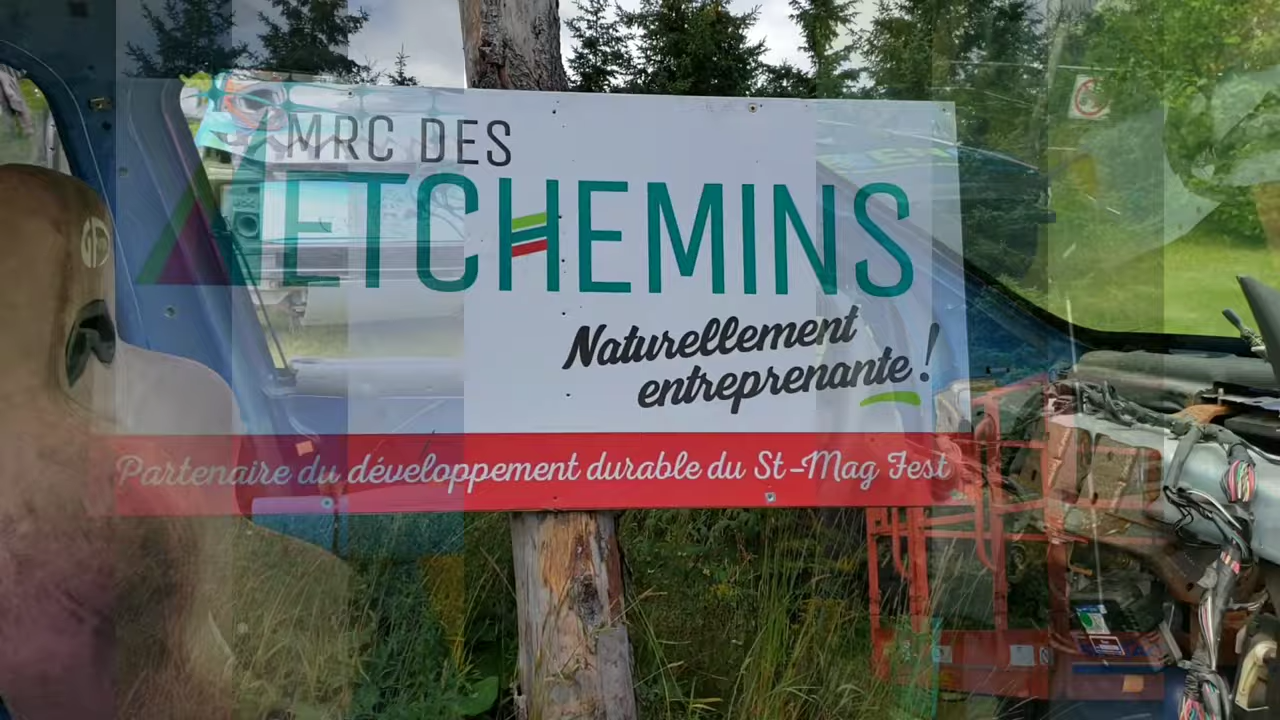 MRC DES
ETCHEMINS
Naturellement
entreprenante !
Partenaire du développement durable du St-Mag Fest